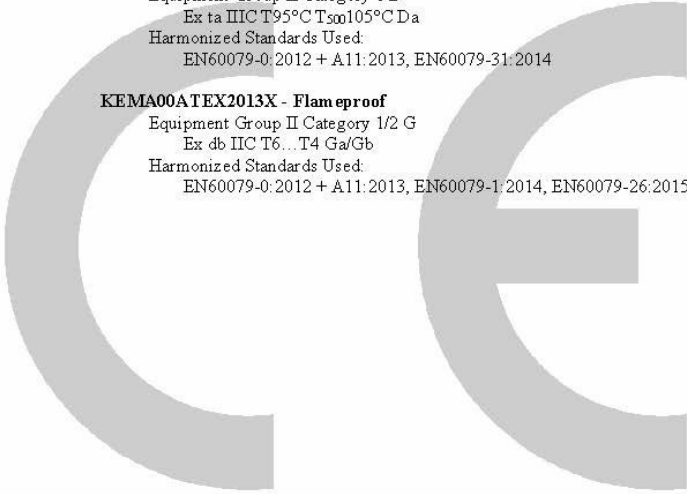 Ex ta IIIC T95°C T₅₀₀105°C Da
Harmonized Standards Used:
EN60079-0:2012 + A11:2013, EN60079-31:2014
KEMA00ATEX2013X - Flameproof
Equipment Group II Category 1/2 G
Ex db IIC T6…T4 Ga/Gb
Harmonized Standards Used:
EN60079-0:2012 + A11:2013, EN60079-1:2014, EN60079-26:2015
CE